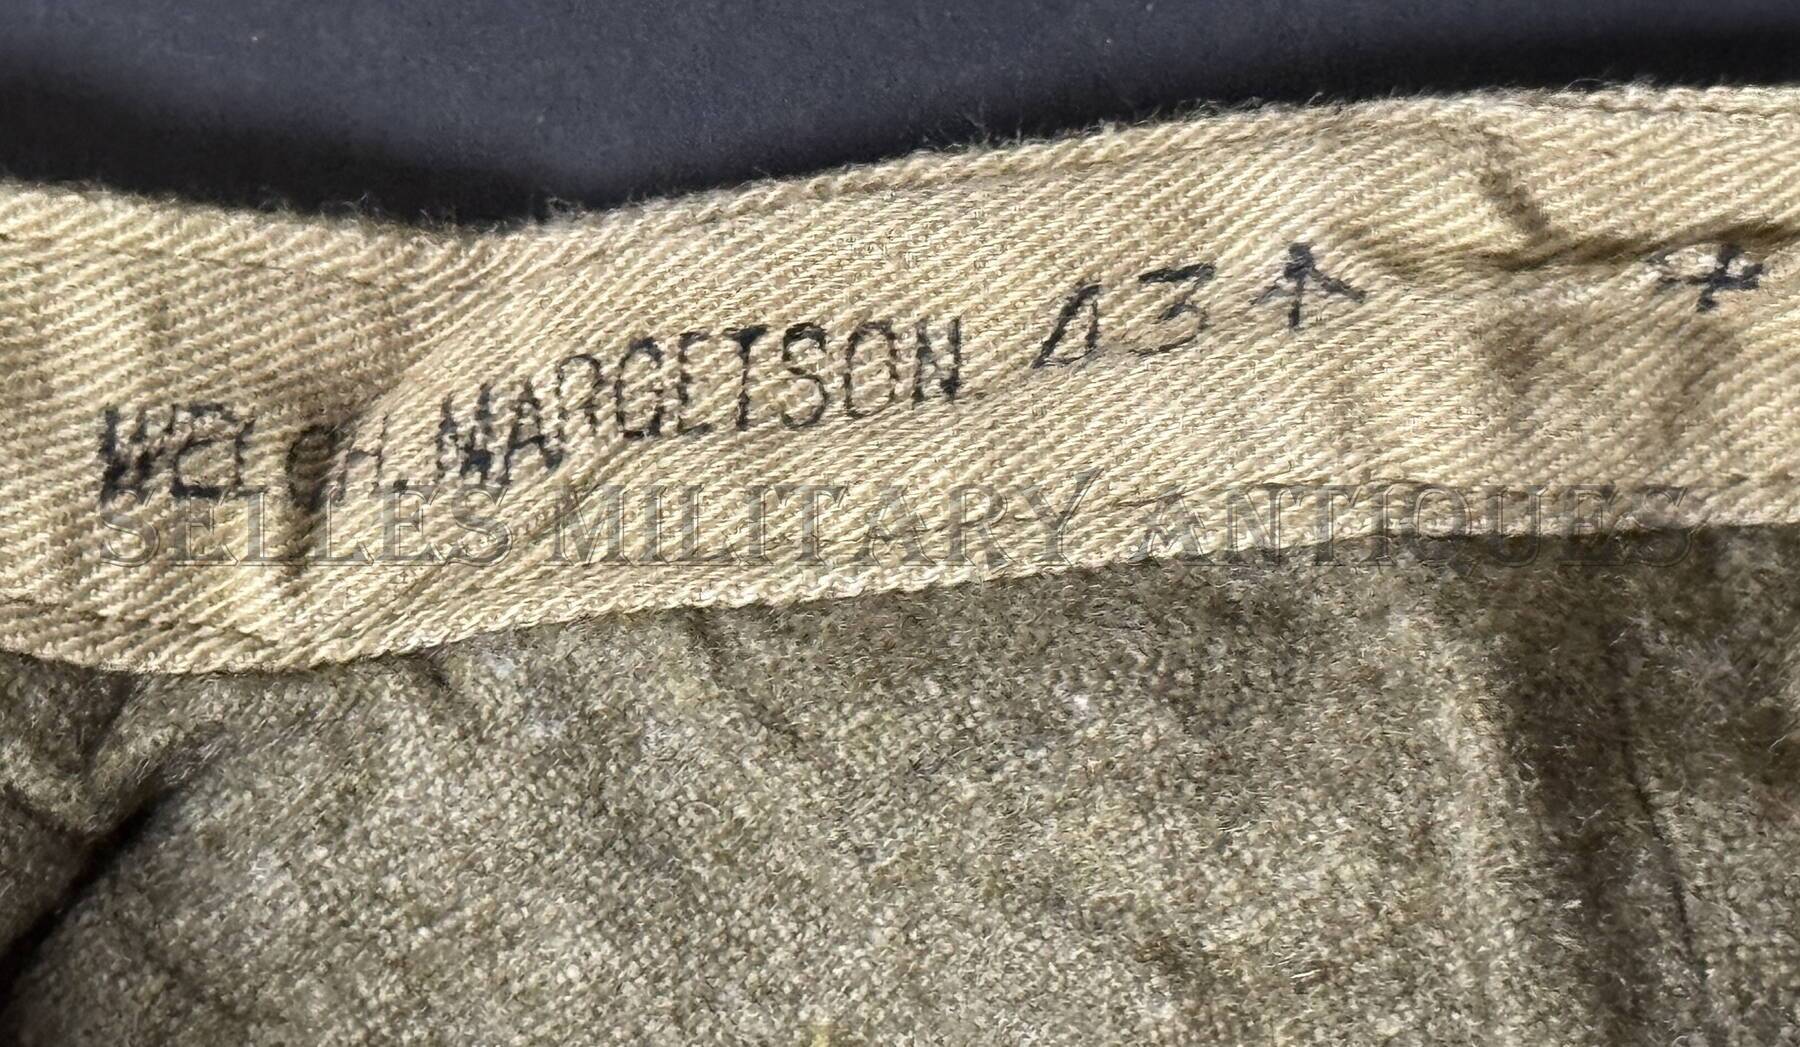 WELCH. MARGETSON. 43 ↑
SELLES MILITARY ANTIQUES